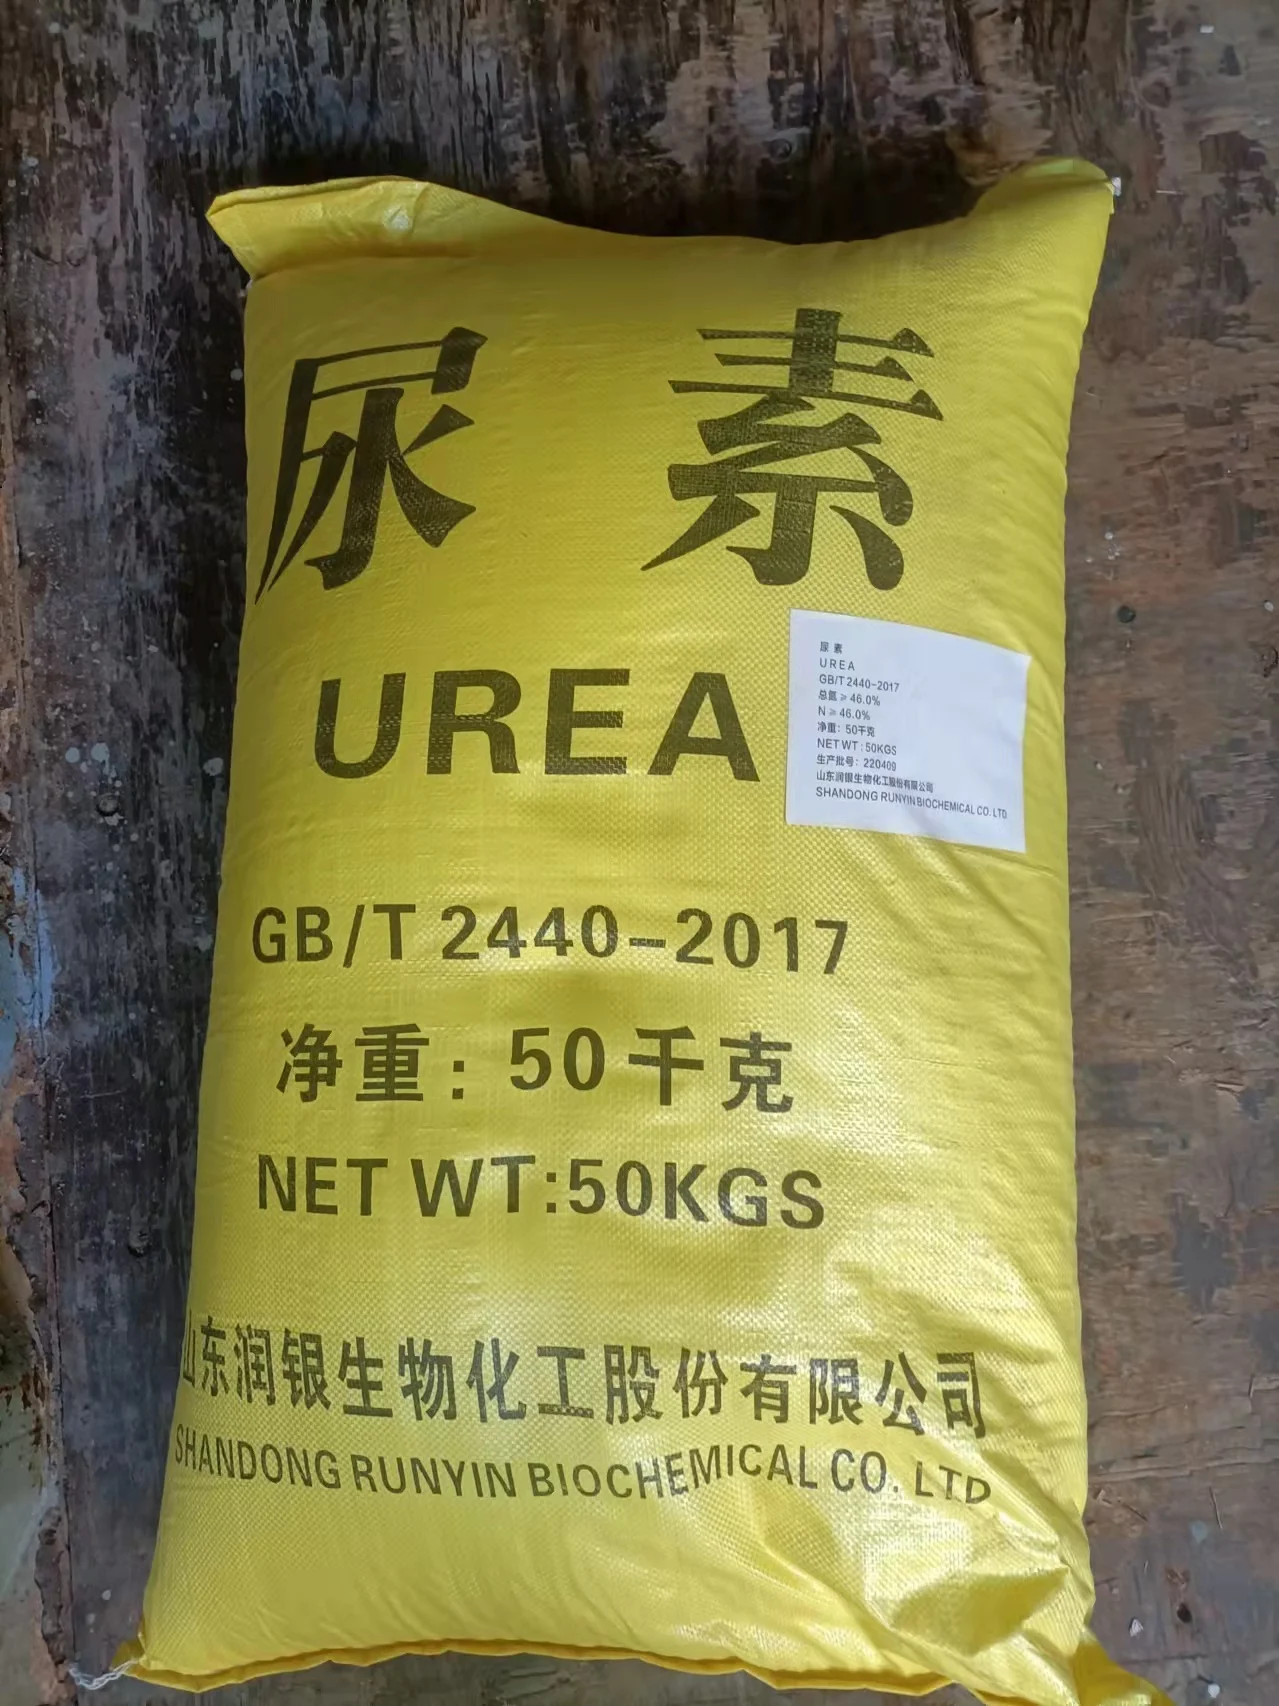 尿素
UREA
尿 素
UREA
GB/T 2440-2017
总氮 ≥ 46.0%
N ≥ 46.0%
净重: 50千克
NET WT : 50KGS
生产批号: 220409
山东润银生物化工股份有限公司
SHANDONG RUNYIN BIOCHEMICAL CO. LTD
GB/T 2440-2017
净重: 50千克
NET WT:50KGS
山东润银生物化工股份有限公司
SHANDONG RUNYIN BIOCHEMICAL CO. LTD